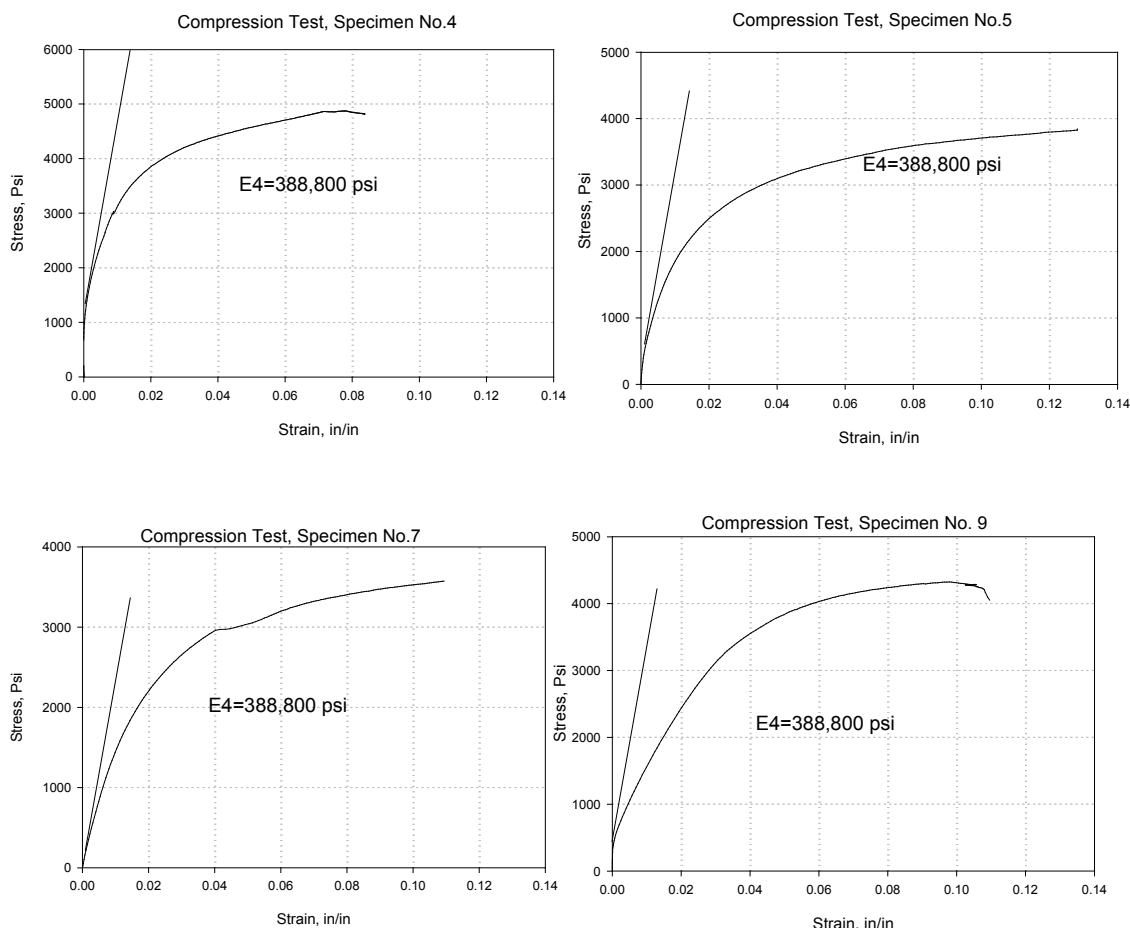 Compression Test, Specimen No.4
6000
5000
4000
3000
2000
1000
0
Stress, Psi
E4=388,800 psi
0.00 0.02 0.04 0.06 0.08 0.10 0.12 0.14
Strain, in/in
Compression Test, Specimen No.5
5000
4000
3000
2000
1000
0
Stress, Psi
E4=388,800 psi
0.00 0.02 0.04 0.06 0.08 0.10 0.12 0.14
Strain, in/in
Compression Test, Specimen No.7
4000
3000
2000
1000
0
Stress, Psi
E4=388,800 psi
0.00 0.02 0.04 0.06 0.08 0.10 0.12 0.14
Strain, in/in
Compression Test, Specimen No. 9
5000
4000
3000
2000
1000
0
Stress, Psi
E4=388,800 psi
0.00 0.02 0.04 0.06 0.08 0.10 0.12 0.14
Strain, in/in